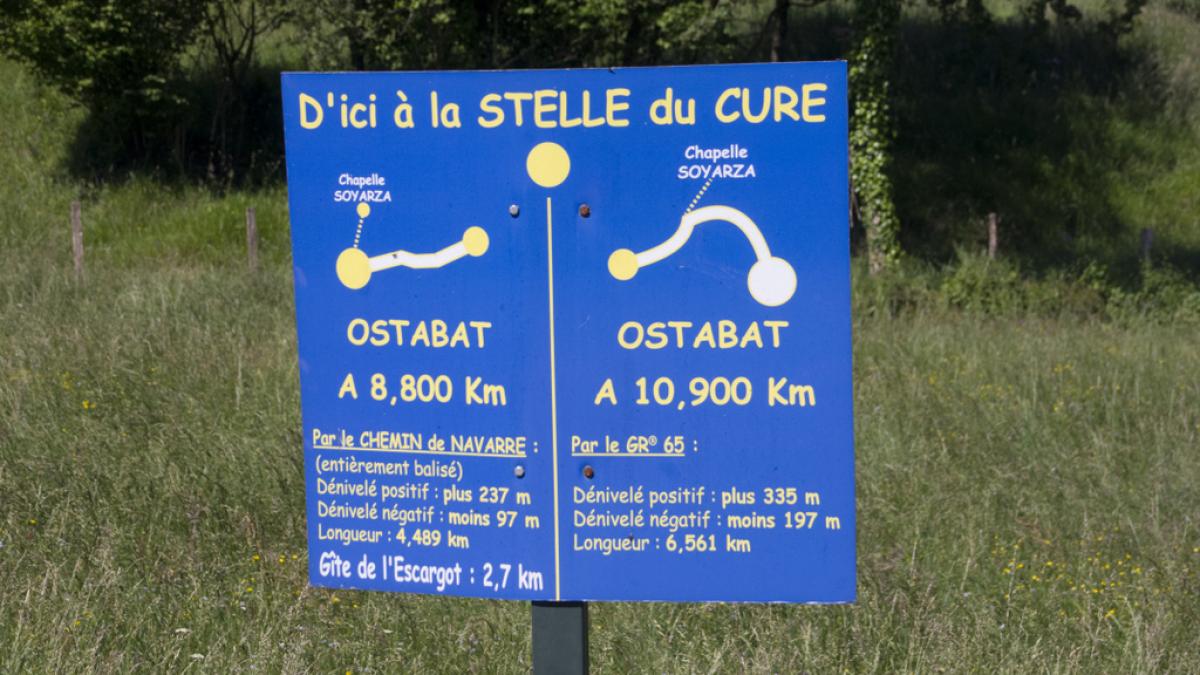 D'ici à la STELLE du CURE
Chapelle
SOYARZA
OSTABAT
A 8,800 Km
Par le CHEMIN de NAVARRE :
(entièrement balisé)
Dénivelé positif : plus 237 m
Dénivelé négatif : moins 97 m
Longueur : 4,489 km
Gîte de l'Escargot : 2,7 km
Chapelle
SOYARZA
OSTABAT
A 10,900 Km
Par le GR® 65 :
Dénivelé positif : plus 335 m
Dénivelé négatif : moins 197 m
Longueur : 6,561 km